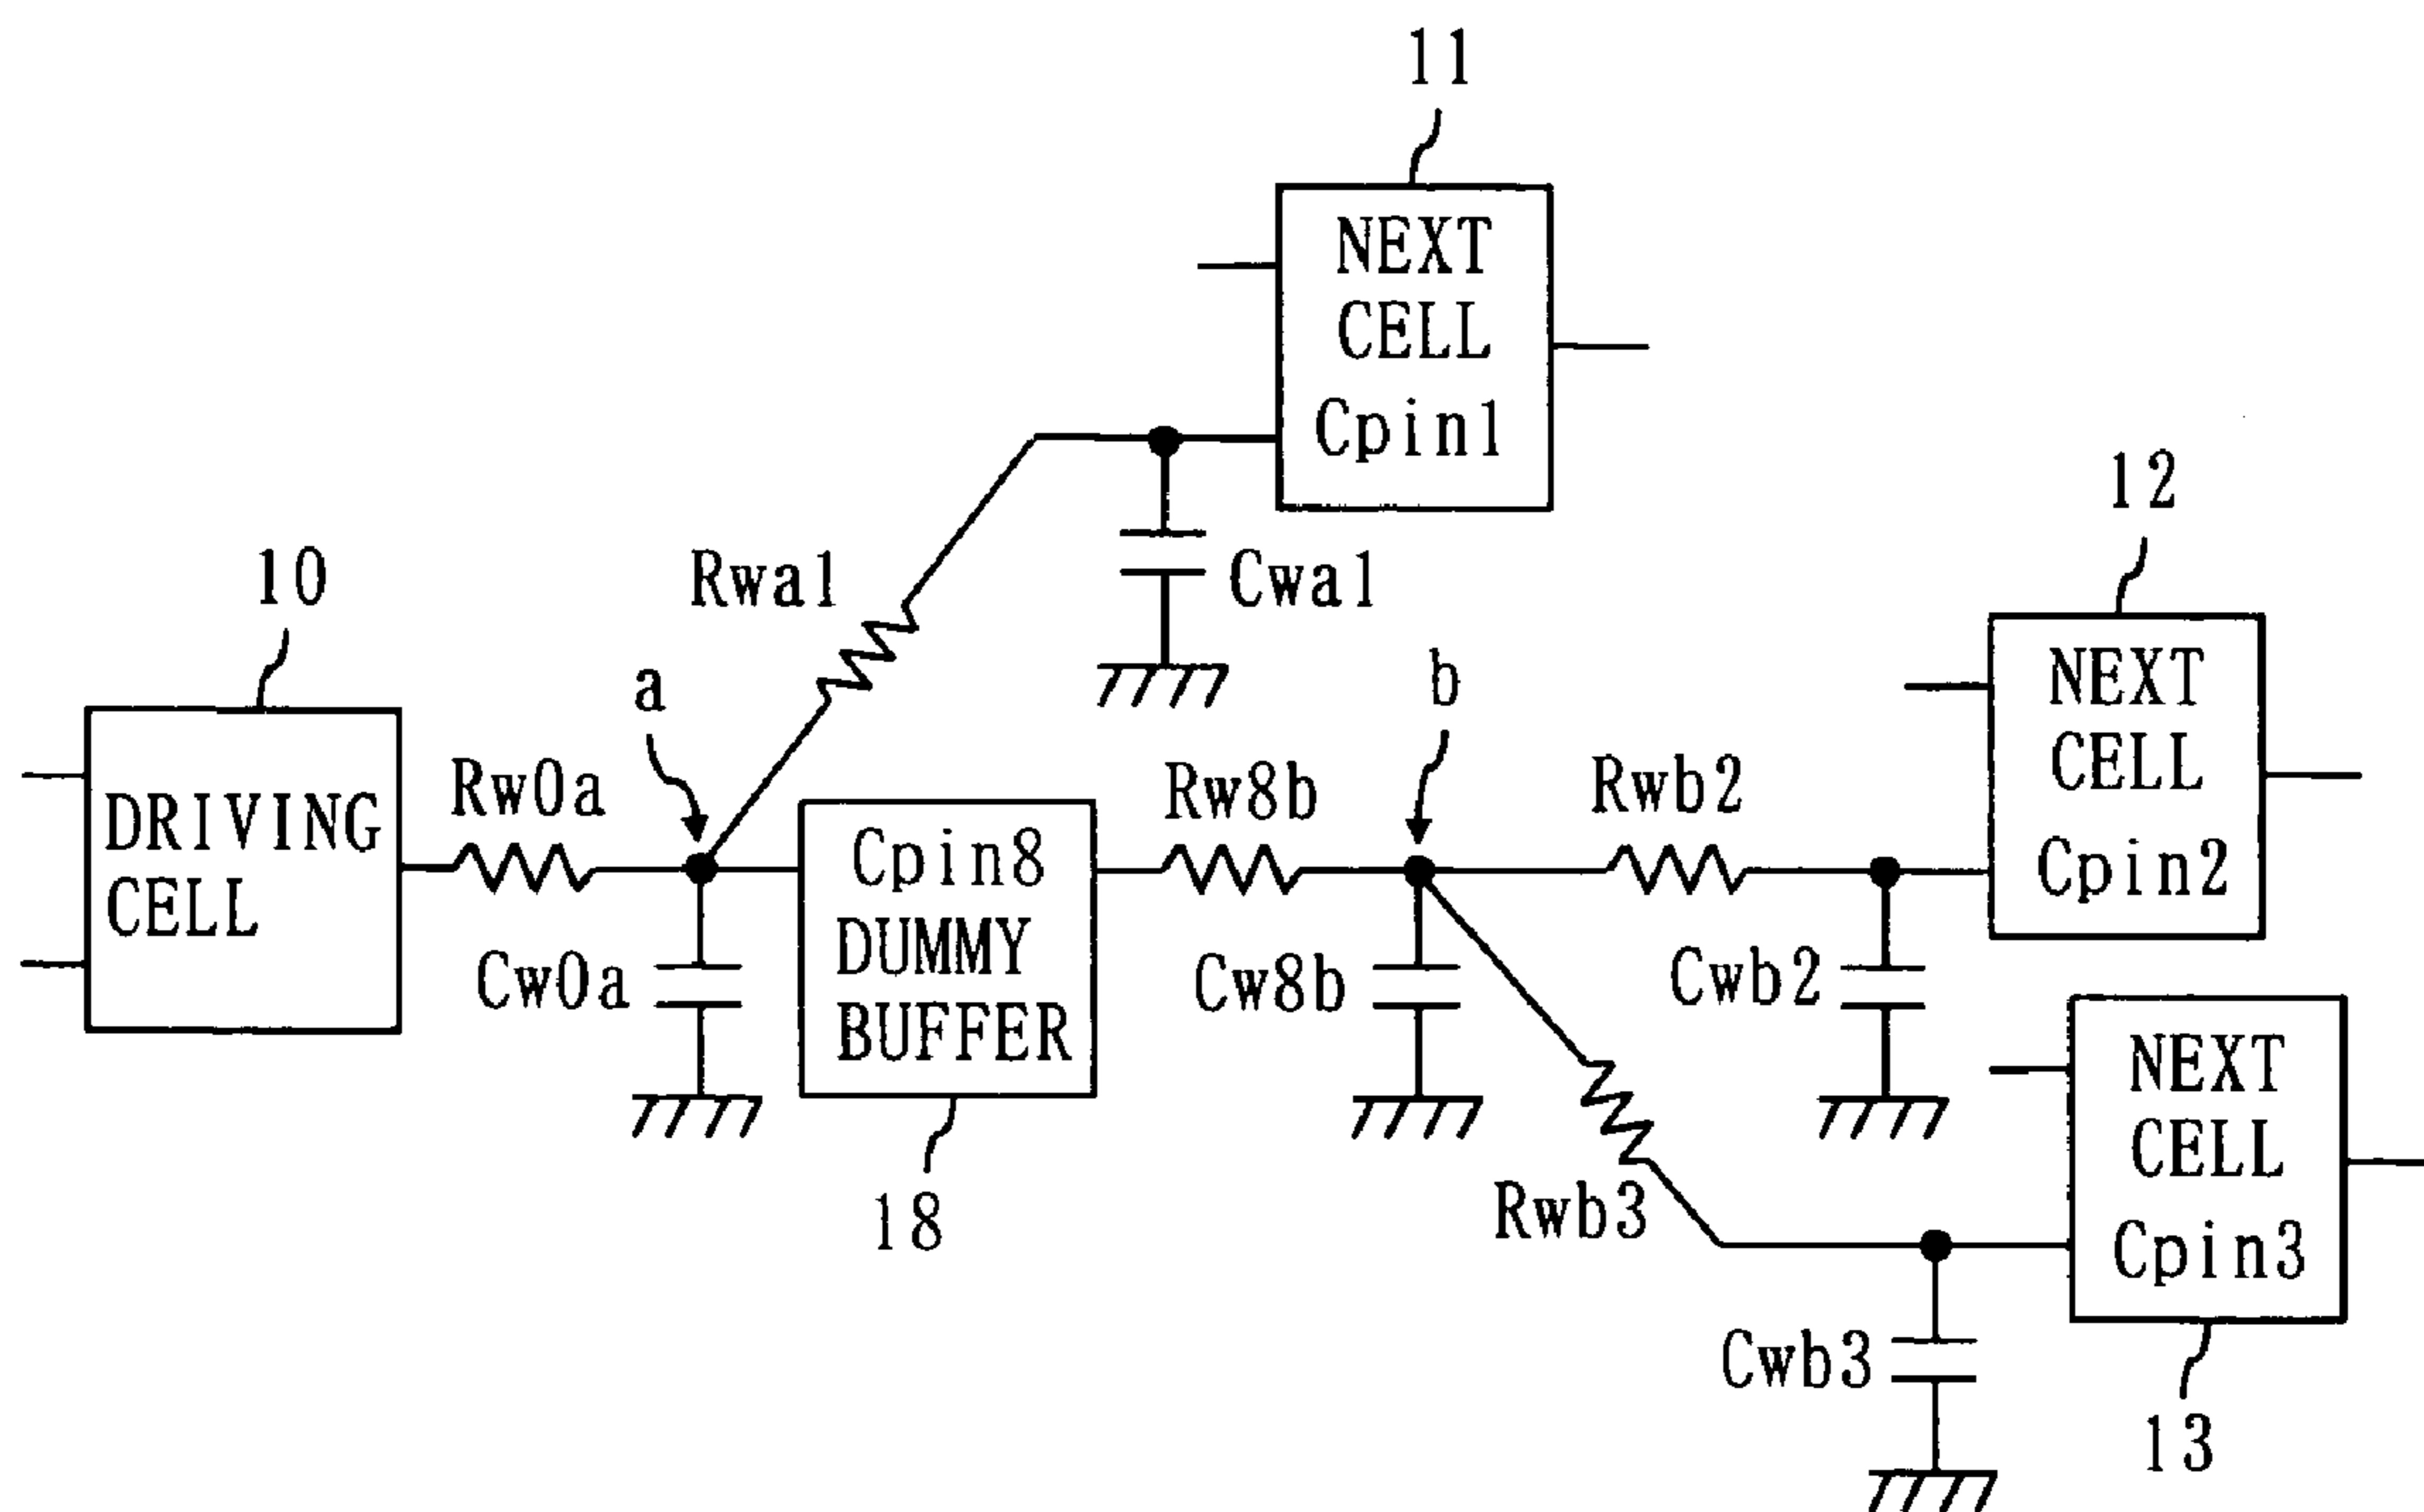 11
NEXT
CELL
Cpin1
Rwa1
Cwa1
12
NEXT
CELL
Cpin2
10
DRIVING
CELL
a
Rw0a
Cw0a
Cpin8
DUMMY
BUFFER
18
b
Rw8b
Cw8b
Rwb2
Cwb2
Rwb3
NEXT
CELL
Cpin3
Cwb3
13